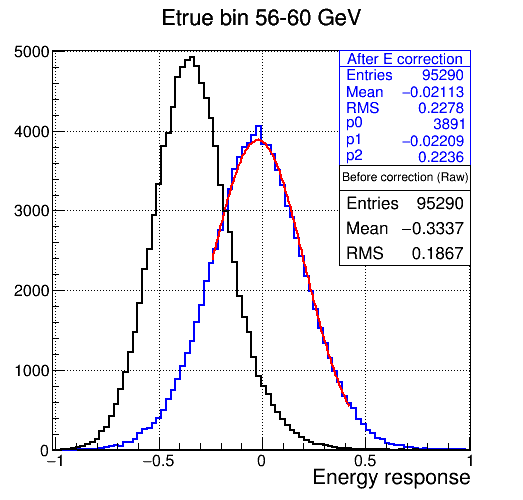 Etrue bin 56-60 GeV
After E correction
Entries 95290
Mean −0.02113
RMS 0.2278
p0 3891
p1 −0.02209
p2 0.2236
Before correction (Raw)
Entries 95290
Mean −0.3337
RMS 0.1867
5000
4000
3000
2000
1000
0
−1 −0.5 0 0.5 1
Energy response